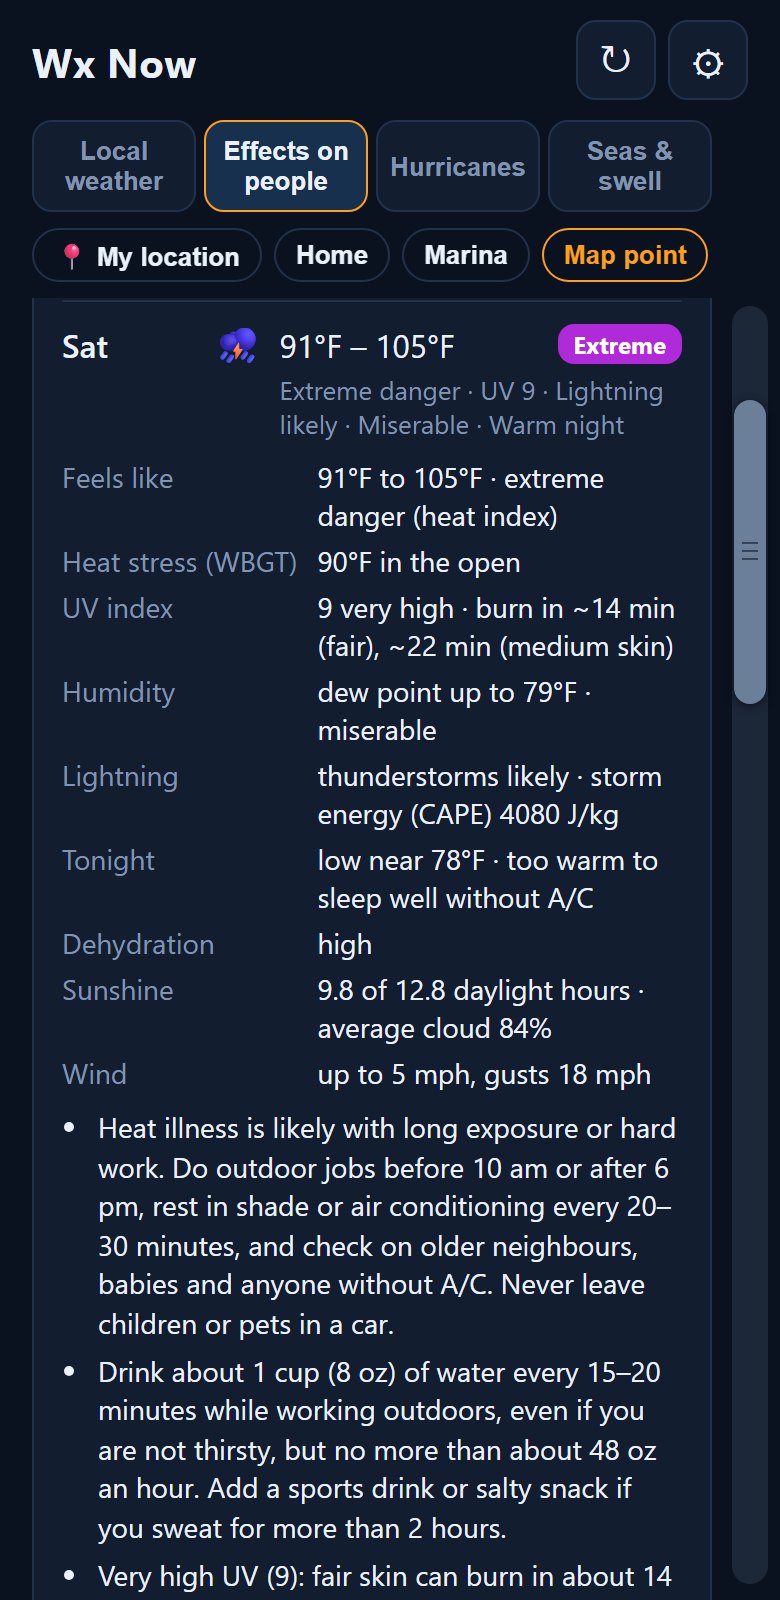 Wx Now
Local weather
Effects on people
Hurricanes
Seas & swell
My location
Home
Marina
Map point
Sat
91°F – 105°F
Extreme
Extreme danger · UV 9 · Lightning
likely · Miserable · Warm night
Feels like
91°F to 105°F · extreme
danger (heat index)
Heat stress (WBGT)
90°F in the open
UV index
9 very high · burn in ~14 min
(fair), ~22 min (medium skin)
Humidity
dew point up to 79°F ·
miserable
Lightning
thunderstorms likely · storm
energy (CAPE) 4080 J/kg
Tonight
low near 78°F · too warm to
sleep well without A/C
Dehydration
high
Sunshine
9.8 of 12.8 daylight hours ·
average cloud 84%
Wind
up to 5 mph, gusts 18 mph
• Heat illness is likely with long exposure or hard
work. Do outdoor jobs before 10 am or after 6
pm, rest in shade or air conditioning every 20–
30 minutes, and check on older neighbours,
babies and anyone without A/C. Never leave
children or pets in a car.
• Drink about 1 cup (8 oz) of water every 15–20
minutes while working outdoors, even if you
are not thirsty, but no more than about 48 oz
an hour. Add a sports drink or salty snack if
you sweat for more than 2 hours.
• Very high UV (9): fair skin can burn in about 14